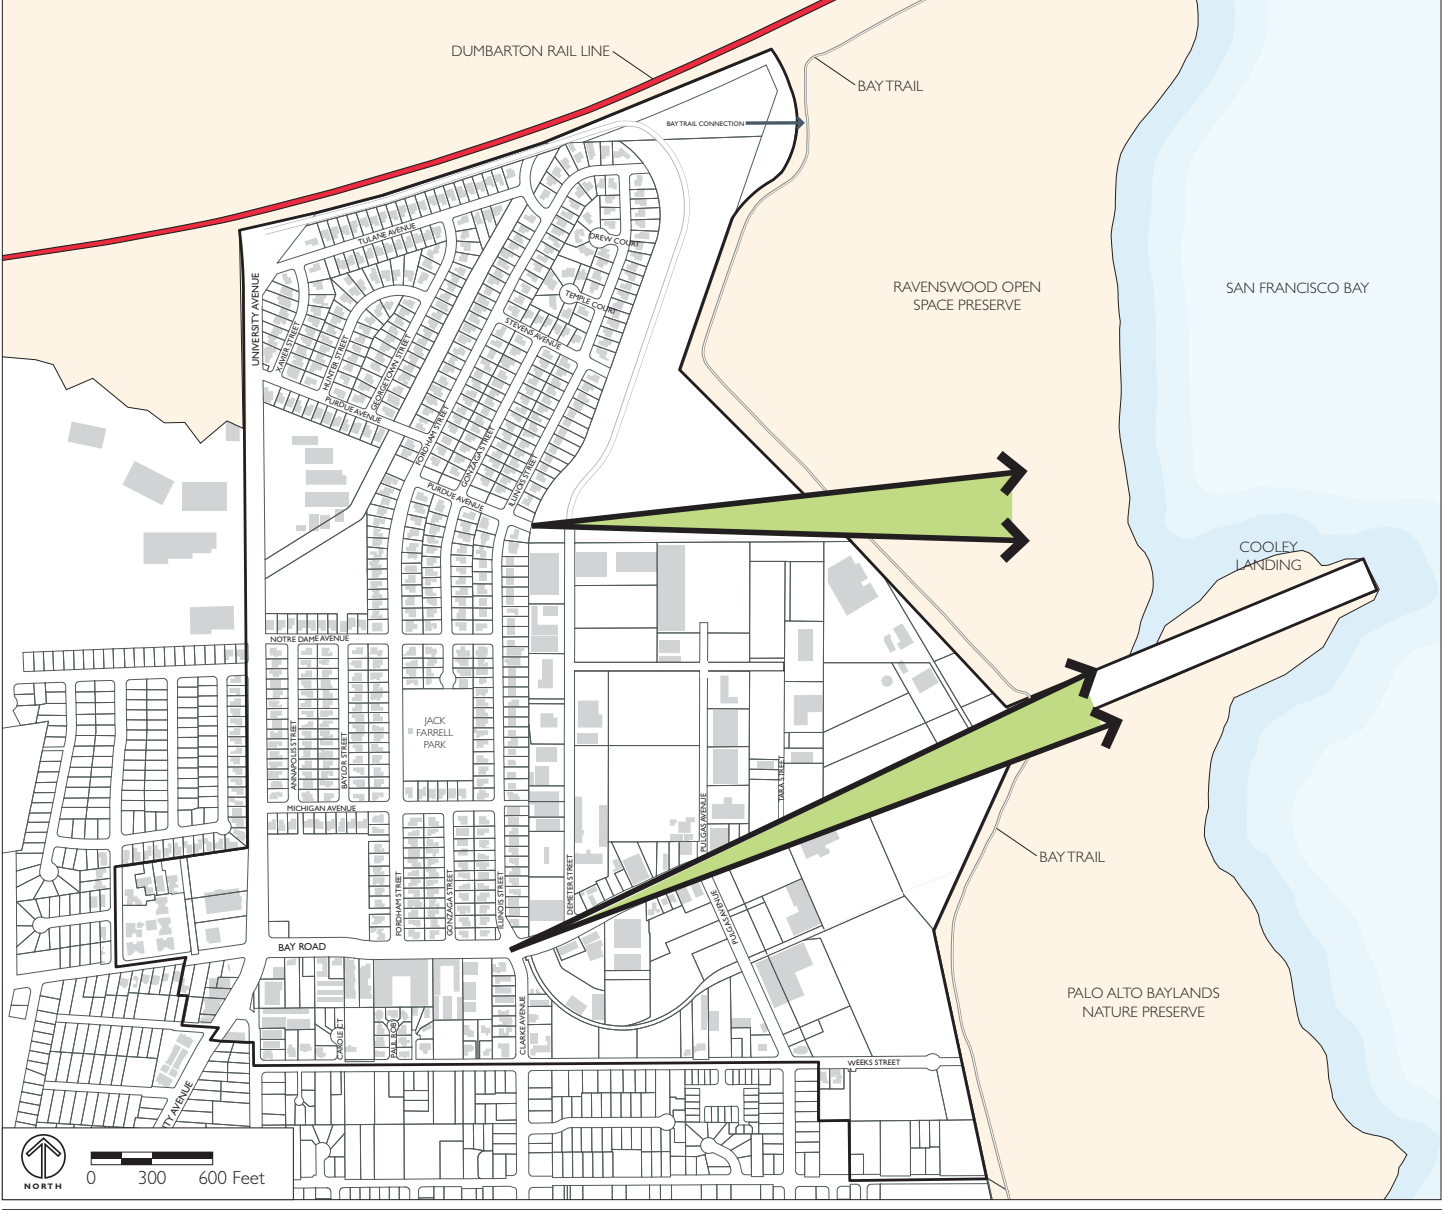 DUMBARTON RAIL LINE
BAY TRAIL
BAY TRAIL CONNECTION
TULANE AVENUE
DREW COURT
UNIVERSITY AVENUE
RAVENSWOOD OPEN
SPACE PRESERVE
SAN FRANCISCO BAY
TEMPLE COURT
STEVENS AVENUE
XAVIER STREET
HUNTER STREET
GEORGETOWN STREET
PURDUE AVENUE
FORDHAM STREET
GONZAGA STREET
ILLINOIS STREET
PURDUE AVENUE
COOLEY
LANDING
NOTRE DAME AVENUE
JACK
FARRELL
PARK
ANNAPOLIS STREET
BAYLOR STREET
TARA STREET
MICHIGAN AVENUE
PULGAS AVENUE
BAY TRAIL
DEMETER STREET
FORDHAM STREET
GONZAGA STREET
ILLINOIS STREET
PULGAS AVENUE
BAY ROAD
PALO ALTO BAYLANDS
NATURE PRESERVE
CAROLE CT
CLARKE AVENUE
WEEKS STREET
TY AVENUE
NORTH
0 300 600 Feet